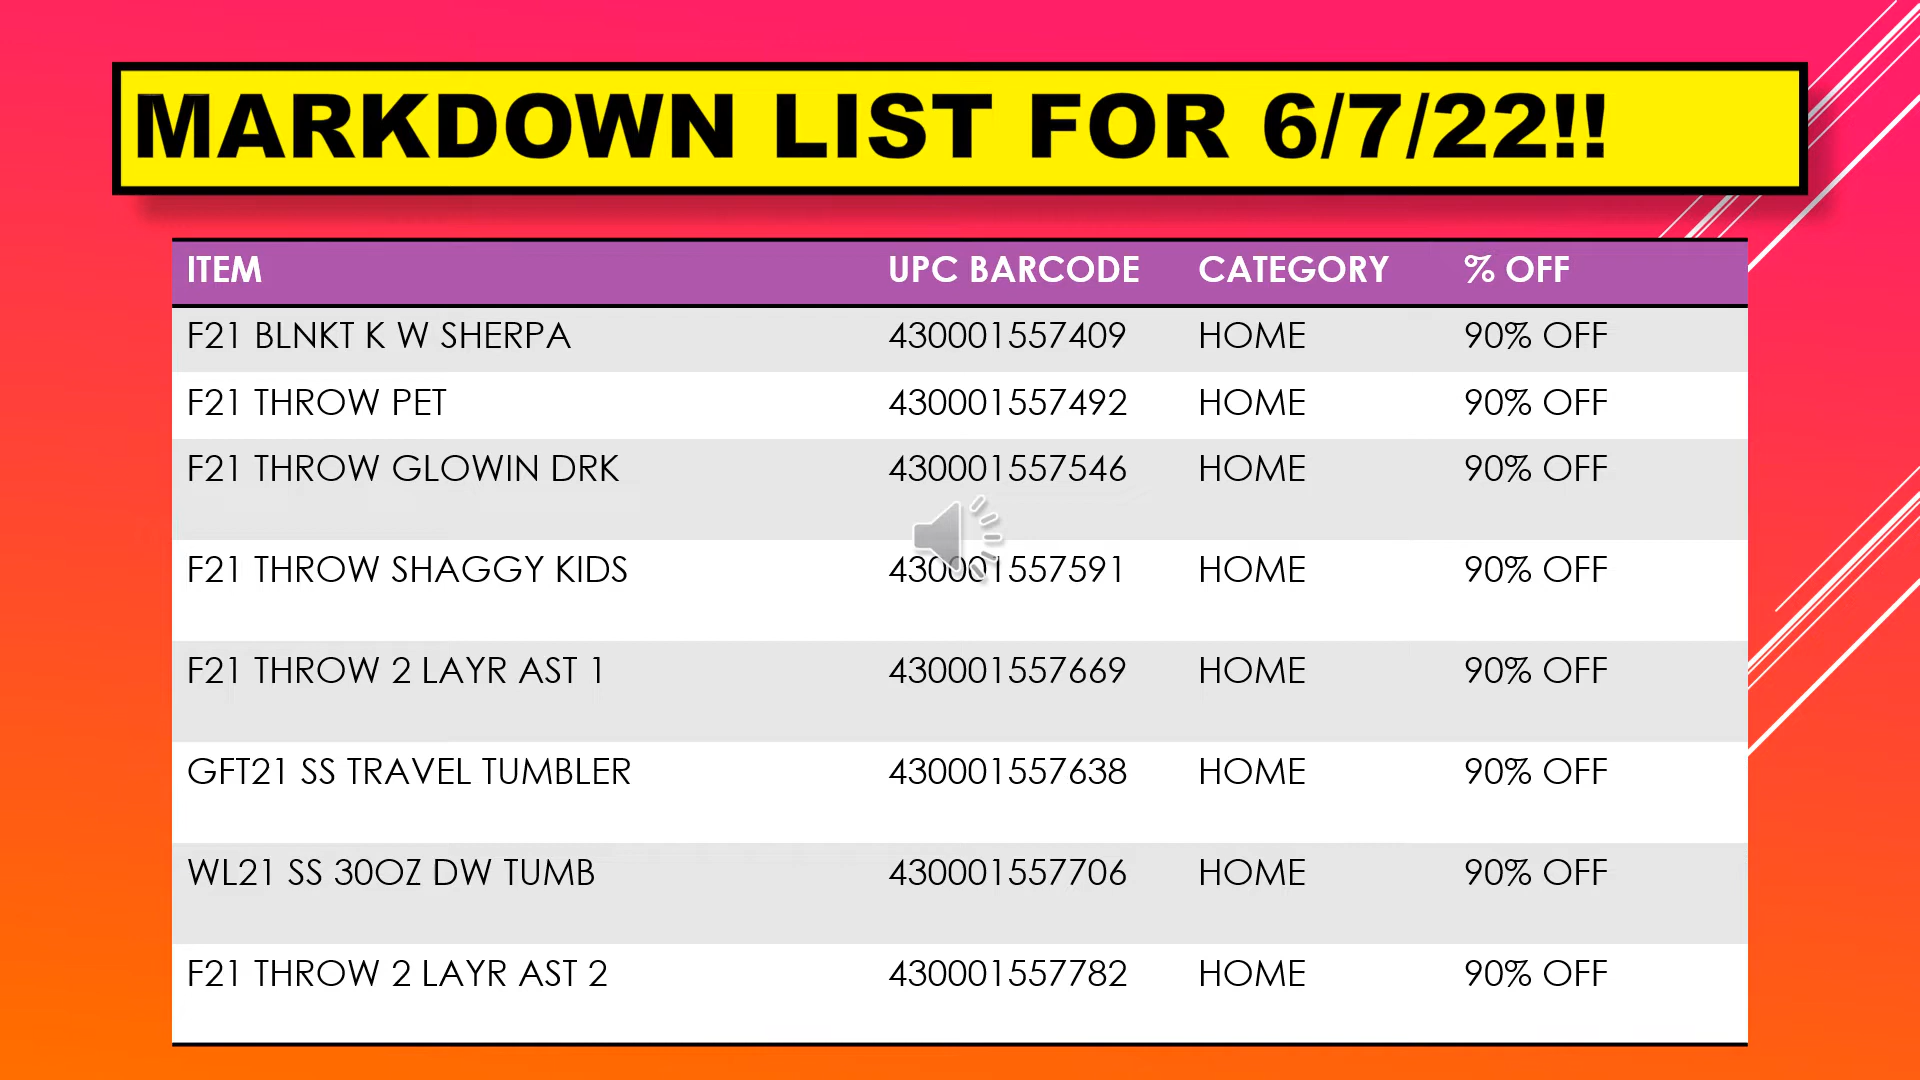 MARKDOWN LIST FOR 6/7/22!!
ITEM UPC BARCODE CATEGORY % OFF
F21 BLNKT K W SHERPA 430001557409 HOME 90% OFF
F21 THROW PET 430001557492 HOME 90% OFF
F21 THROW GLOWIN DRK 430001557546 HOME 90% OFF
F21 THROW SHAGGY KIDS 430001557591 HOME 90% OFF
F21 THROW 2 LAYR AST 1 430001557669 HOME 90% OFF
GFT21 SS TRAVEL TUMBLER 430001557638 HOME 90% OFF
WL21 SS 30OZ DW TUMB 430001557706 HOME 90% OFF
F21 THROW 2 LAYR AST 2 430001557782 HOME 90% OFF